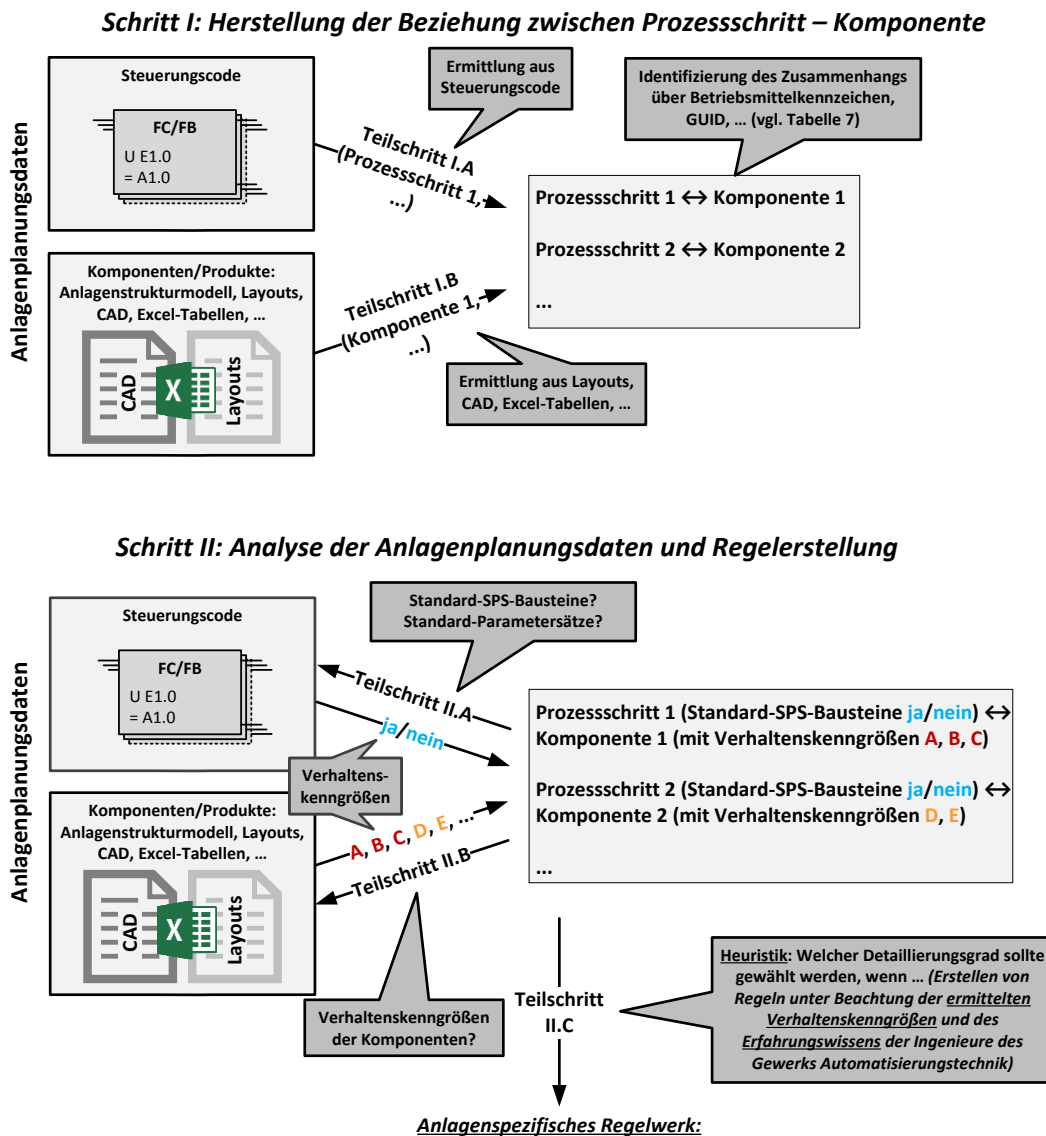 Schritt I: Herstellung der Beziehung zwischen Prozessschritt – Komponente
Anlagenplanungsdaten
Steuerungscode
FC/FB
U E1.0
= A1.0
Ermittlung aus
Steuerungscode
Identifizierung des Zusammenhangs
über Betriebsmittelkennzeichen,
GUID, ... (vgl. Tabelle 7)
Teilschritt I.A
(Prozessschritt 1,
...)
Prozessschritt 1 ↔ Komponente 1
Prozessschritt 2 ↔ Komponente 2
...
Komponenten/Produkte:
Anlagenstrukturmodell, Layouts,
CAD, Excel-Tabellen, ...
CAD
X
Layouts
Teilschritt I.B
(Komponente 1,
...)
Ermittlung aus Layouts,
CAD, Excel-Tabellen, ...
Schritt II: Analyse der Anlagenplanungsdaten und Regelerstellung
Anlagenplanungsdaten
Steuerungscode
FC/FB
U E1.0
= A1.0
Standard-SPS-Bausteine?
Standard-Parametersätze?
Teilschritt II.A
ja/nein
Verhaltens-
kenngrößen
Prozessschritt 1 (Standard-SPS-Bausteine ja/nein) ↔
Komponente 1 (mit Verhaltenskenngrößen A, B, C)
Prozessschritt 2 (Standard-SPS-Bausteine ja/nein) ↔
Komponente 2 (mit Verhaltenskenngrößen D, E)
...
Komponenten/Produkte:
Anlagenstrukturmodell, Layouts,
CAD, Excel-Tabellen, ...
CAD
X
Layouts
A, B, C, D, E, ...
Teilschritt II.B
Verhaltenskenngrößen
der Komponenten?
Teilschritt
II.C
Heuristik: Welcher Detaillierungsgrad sollte
gewählt werden, wenn ... (Erstellen von
Regeln unter Beachtung der ermittelten
Verhaltenskenngrößen und des
Erfahrungswissens der Ingenieure des
Gewerks Automatisierungstechnik)
Anlagenspezifisches Regelwerk: